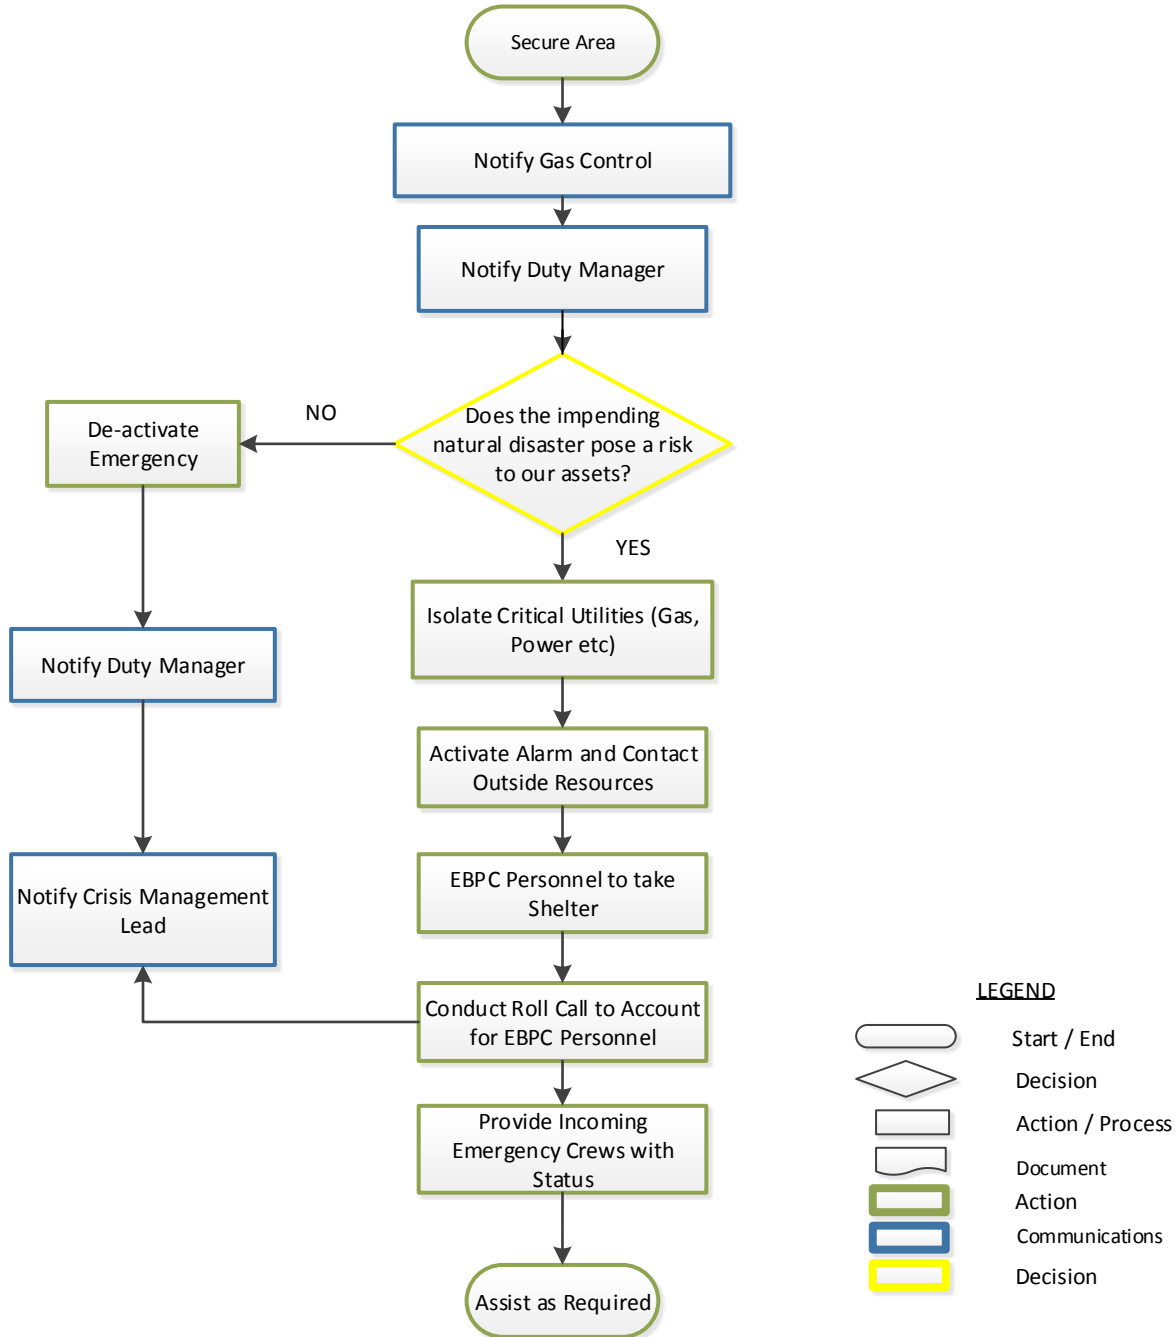 Secure Area
Notify Gas Control
Notify Duty Manager
Does the impending
natural disaster pose a risk
to our assets?
NO
De-activate
Emergency
YES
Isolate Critical Utilities (Gas,
Power etc)
Notify Duty Manager
Activate Alarm and Contact
Outside Resources
EBPC Personnel to take
Shelter
Notify Crisis Management
Lead
Conduct Roll Call to Account
for EBPC Personnel
Provide Incoming
Emergency Crews with
Status
Assist as Required
LEGEND
Start / End
Decision
Action / Process
Document
Action
Communications
Decision